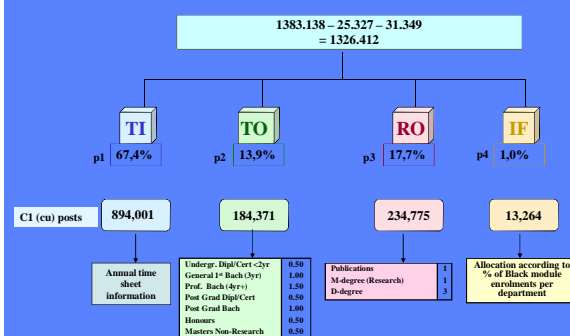 1383.138 – 25.327 – 31.349
= 1326.412
TI
TO
RO
IF
p1
67,4%
p2
13,9%
p3
17,7%
p4
1,0%
C1 (cu) posts
894,001
184,371
234,775
13,264
Annual time
sheet
information
Undergr. Dipl/Cert <2yr 0.50
General 1st Bach (3yr) 1.00
Prof. Bach (4yr+) 1.50
Post Grad Dipl/Cert 0.50
Post Grad Bach 1.00
Honours 0.50
Masters Non-Research 0.50
Publications 1
M-degree (Research) 1
D-degree 3
Allocation according to
% of Black module
enrolments per
department